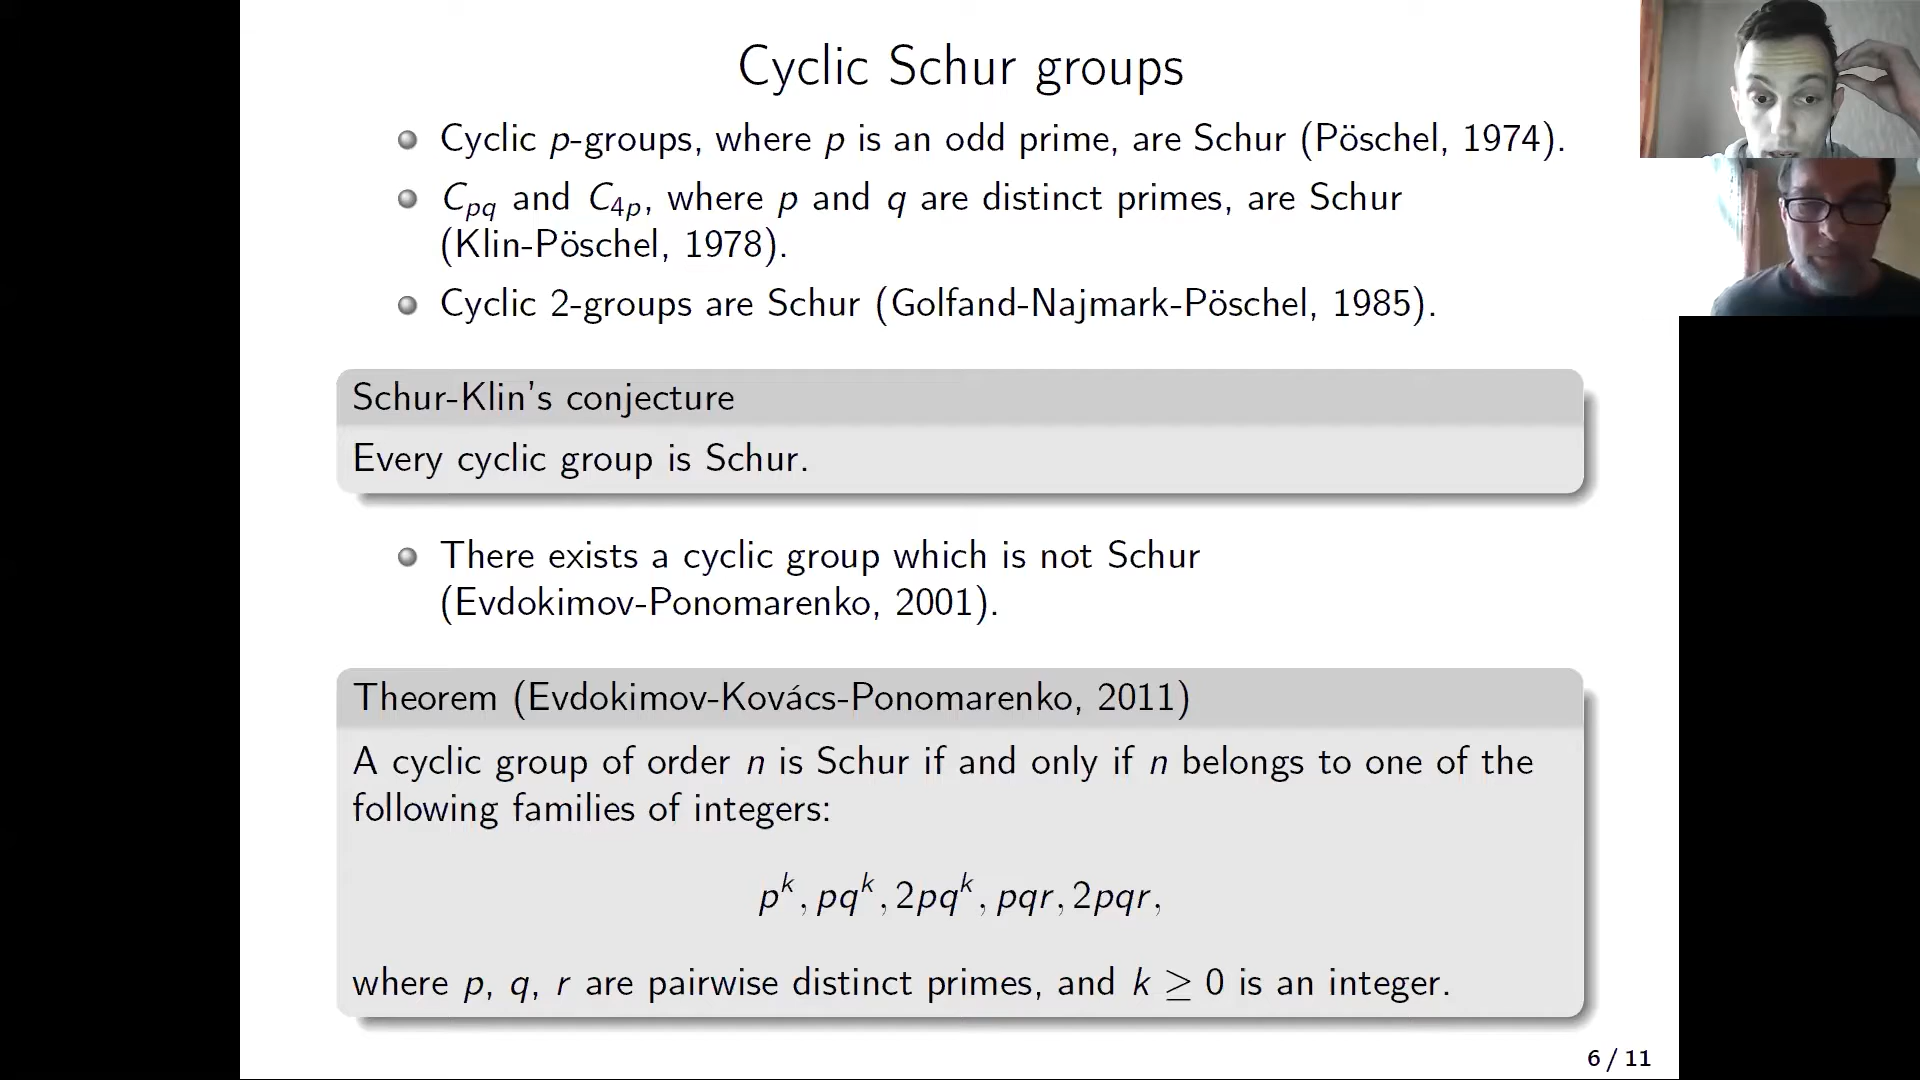 Cyclic Schur groups
Cyclic p-groups, where p is an odd prime, are Schur (Pöschel, 1974).
C_{pq} and C_{4p}, where p and q are distinct primes, are Schur
(Klin-Pöschel, 1978).
Cyclic 2-groups are Schur (Golfand-Najmark-Pöschel, 1985).
Schur-Klin's conjecture
Every cyclic group is Schur.
There exists a cyclic group which is not Schur
(Evdokimov-Ponomarenko, 2001).
Theorem (Evdokimov-Kovács-Ponomarenko, 2011)
A cyclic group of order n is Schur if and only if n belongs to one of the
following families of integers:
p^k, pq^k, 2pq^k, pqr, 2pqr,
where p, q, r are pairwise distinct primes, and k ≥ 0 is an integer.
6 / 11